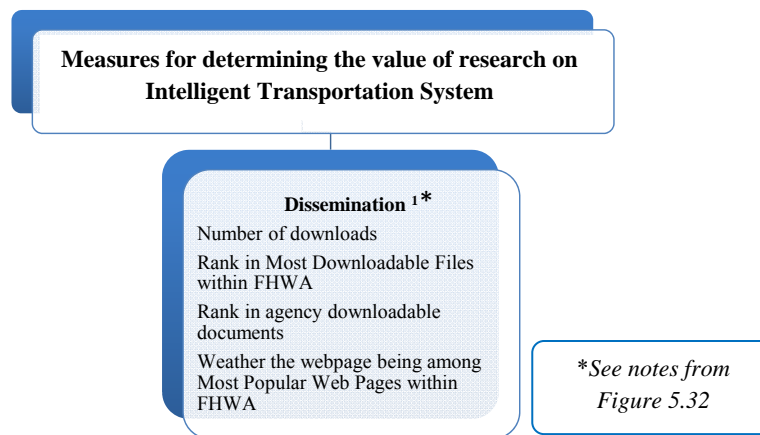 Measures for determining the value of research on
Intelligent Transportation System
Dissemination ¹*
Number of downloads
Rank in Most Downloadable Files
within FHWA
Rank in agency downloadable
documents
Weather the webpage being among
Most Popular Web Pages within
FHWA
*See notes from
Figure 5.32